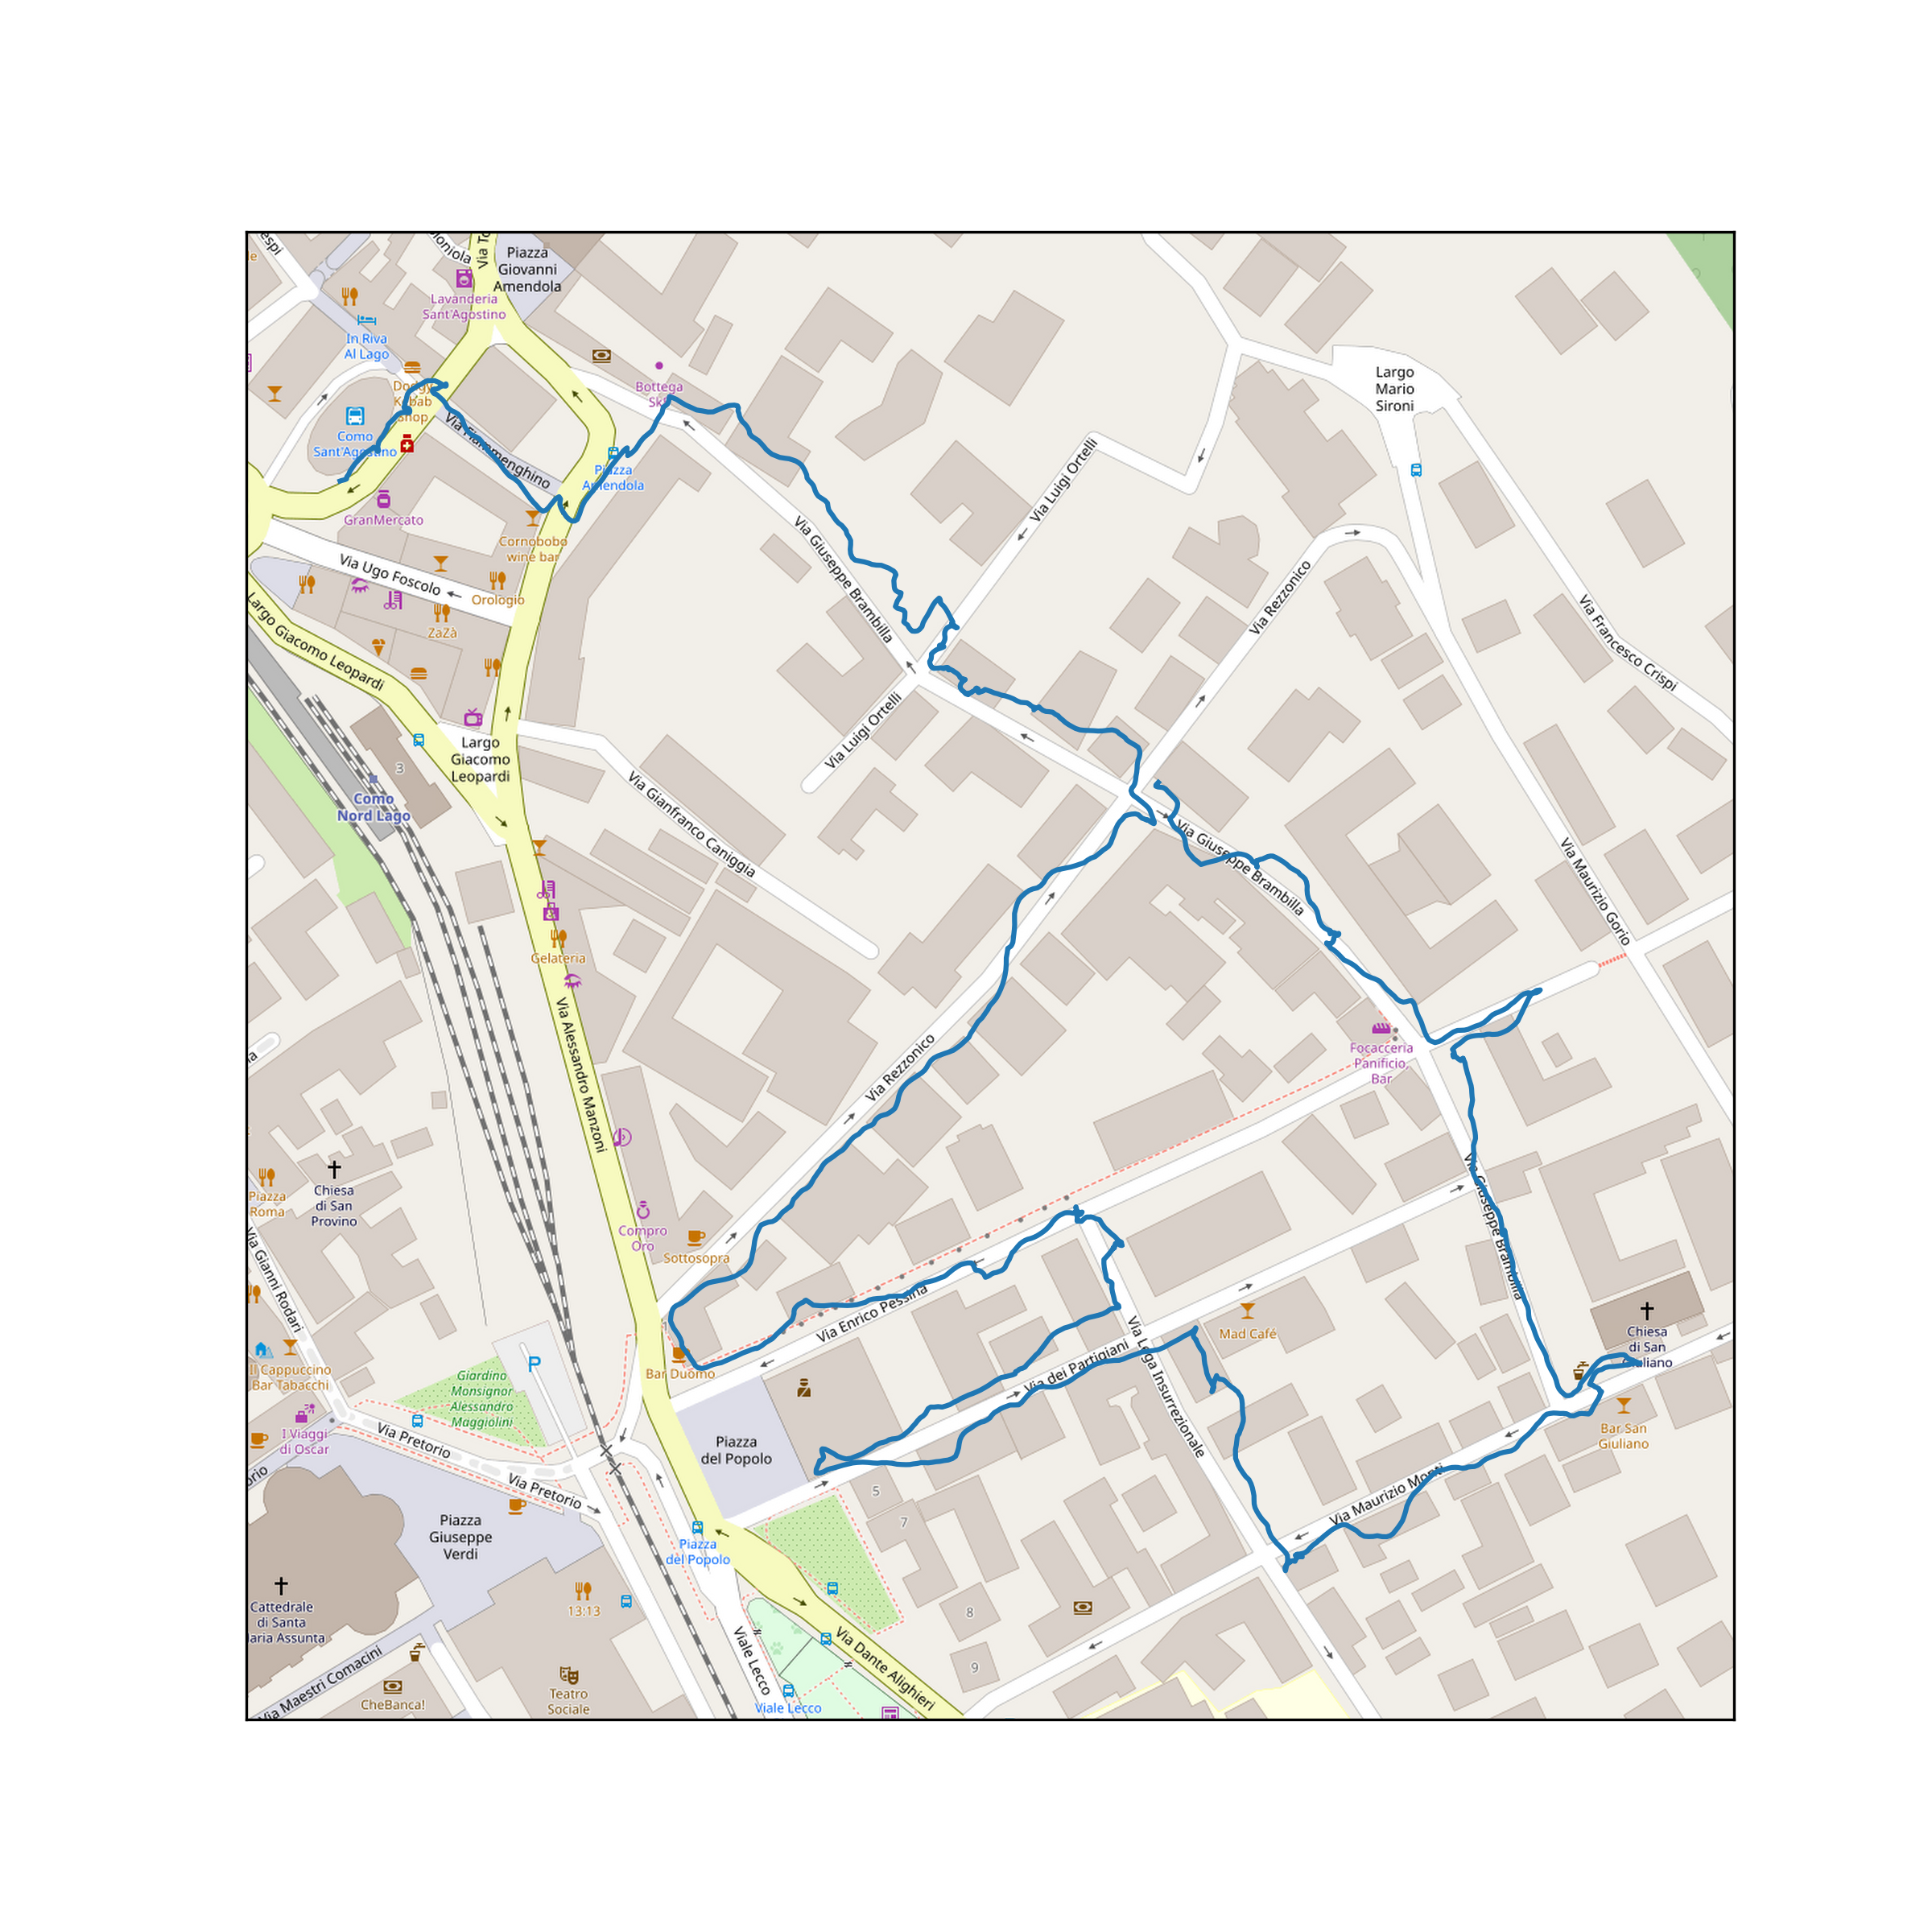 espi
oniola
Via To
Piazza
Giovanni
Amendola
Lavanderia
Sant'Agostino
In Riva
Al Lago
Dodgy
Kebab
Shop
Bottega
Largo
Mario
Sironi
Como
Sant'Agostino
Via Fiammenghino
Piazza
Amendola
GranMercato
Cornobobo
wine bar
Via Ugo Foscolo
Orologio
ZaZà
Largo Giacomo Leopardi
Via Giuseppe Brambilla
Via Luigi Ortelli
Via Rezzonico
Via Francesco Crispi
Via Luigi Ortelli
Largo
Giacomo
Leopardi
3
Como
Nord Lago
Via Gianfranco Caniggia
Via Giuseppe Brambilla
Via Maurizio Gorio
Gelateria
Via Alessandro Manzoni
Via Rezzonico
Focacceria
Panificio
Bar
Chiesa
di San
Provino
Piazza
Roma
Compro
Oro
Sottosopra
Via Giuseppe Brambilla
Via Gianni Rodari
Via Enrico Pessina
Mad Café
Chiesa
di San
Giuliano
Il Cappuccino
Bar Tabacchi
Giardino
Monsignor
Alessandro
Maggiolini
P
Bar Duomo
Via dei Partigiani
Via Lega Insurrezionale
Bar San
Giuliano
I Viaggi
di Oscar
Via Pretorio
Via Pretorio
Piazza
del Popolo
5
7
Via Maurizio Monti
Piazza
Giuseppe
Verdi
Piazza
del Popolo
Cattedrale
di Santa
Maria Assunta
13:13
8
9
Via Maestri Comacini
CheBanca!
Teatro
Sociale
Viale Lecco
Viale Lecco
Via Dante Alighieri